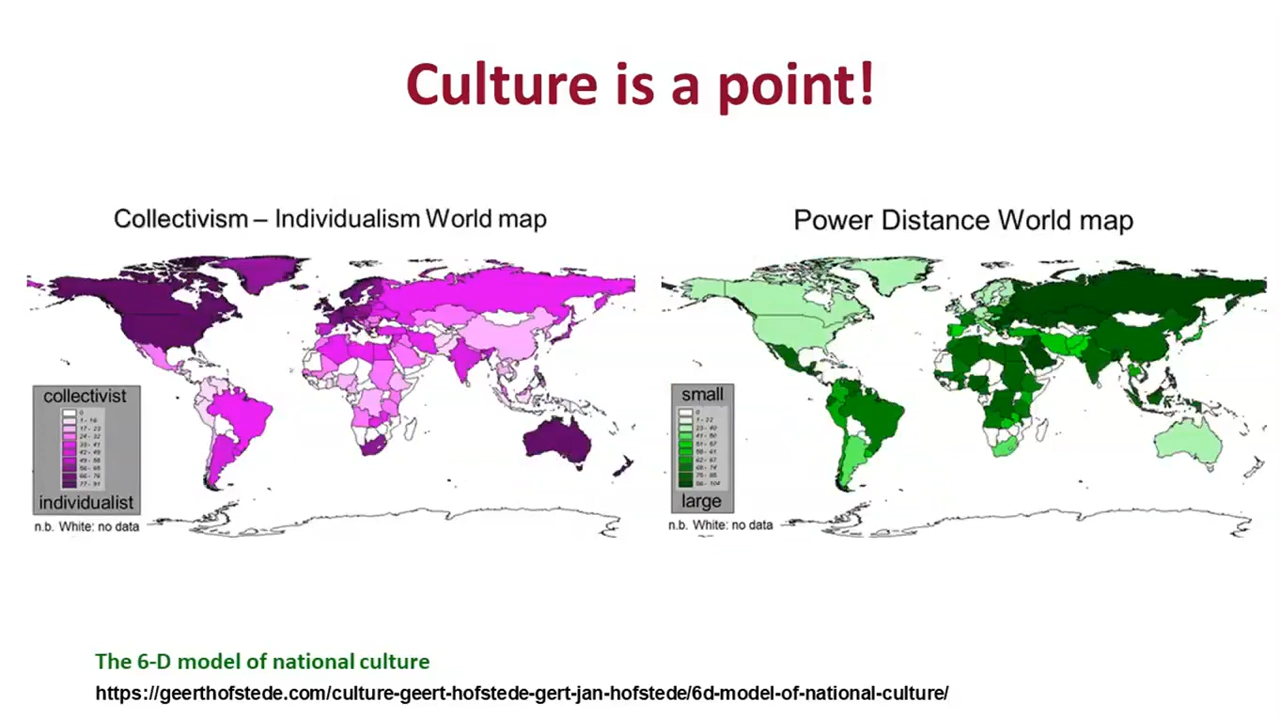 Culture is a point!
Collectivism – Individualism World map
Power Distance World map
collectivist
individualist
n.b. White: no data
small
large
n.b. White: no data
The 6-D model of national culture
https://geerthofstede.com/culture-geert-hofstede-gert-jan-hofstede/6d-model-of-national-culture/